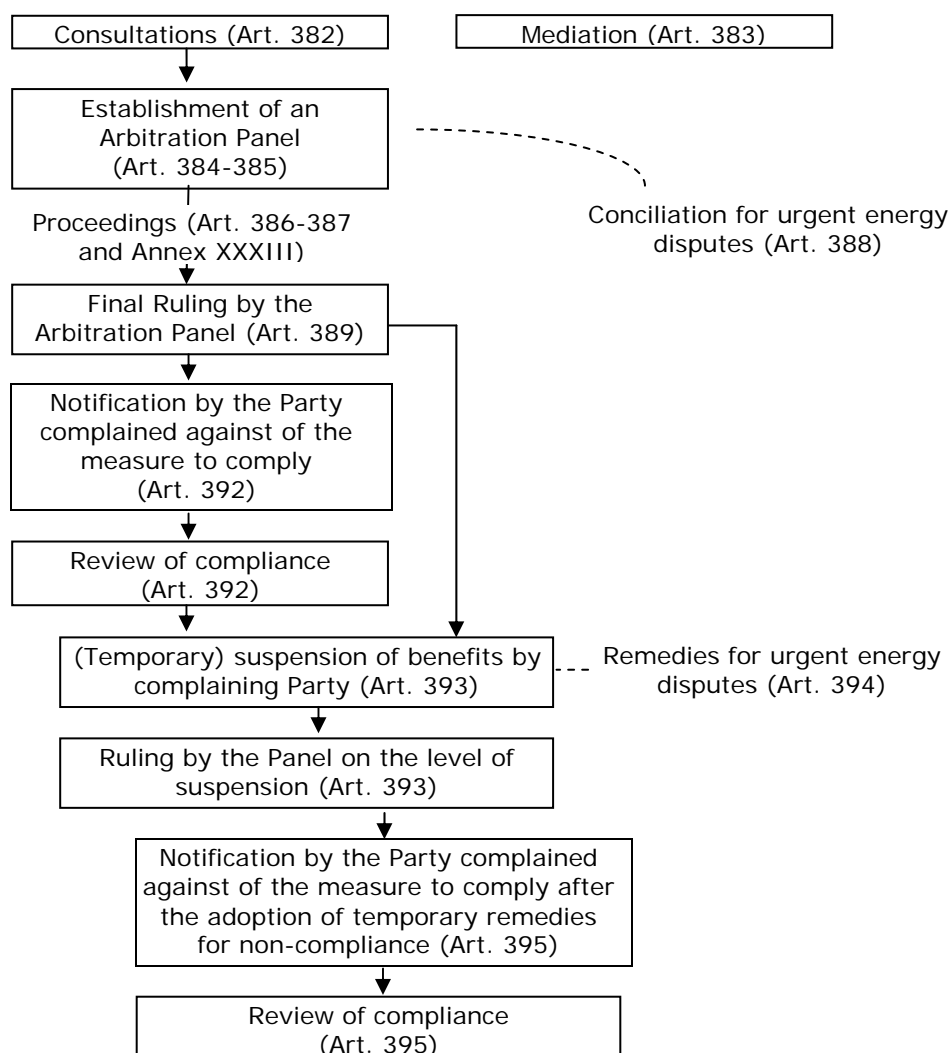 Consultations (Art. 382)
Mediation (Art. 383)
Establishment of an
Arbitration Panel
(Art. 384-385)
Proceedings (Art. 386-387
and Annex XXXIII)
Conciliation for urgent energy
disputes (Art. 388)
Final Ruling by the
Arbitration Panel (Art. 389)
Notification by the Party
complained against of the
measure to comply
(Art. 392)
Review of compliance
(Art. 392)
(Temporary) suspension of benefits by
complaining Party (Art. 393)
Remedies for urgent energy
disputes (Art. 394)
Ruling by the Panel on the level of
suspension (Art. 393)
Notification by the Party complained
against of the measure to comply after
the adoption of temporary remedies
for non-compliance (Art. 395)
Review of compliance
(Art. 395)